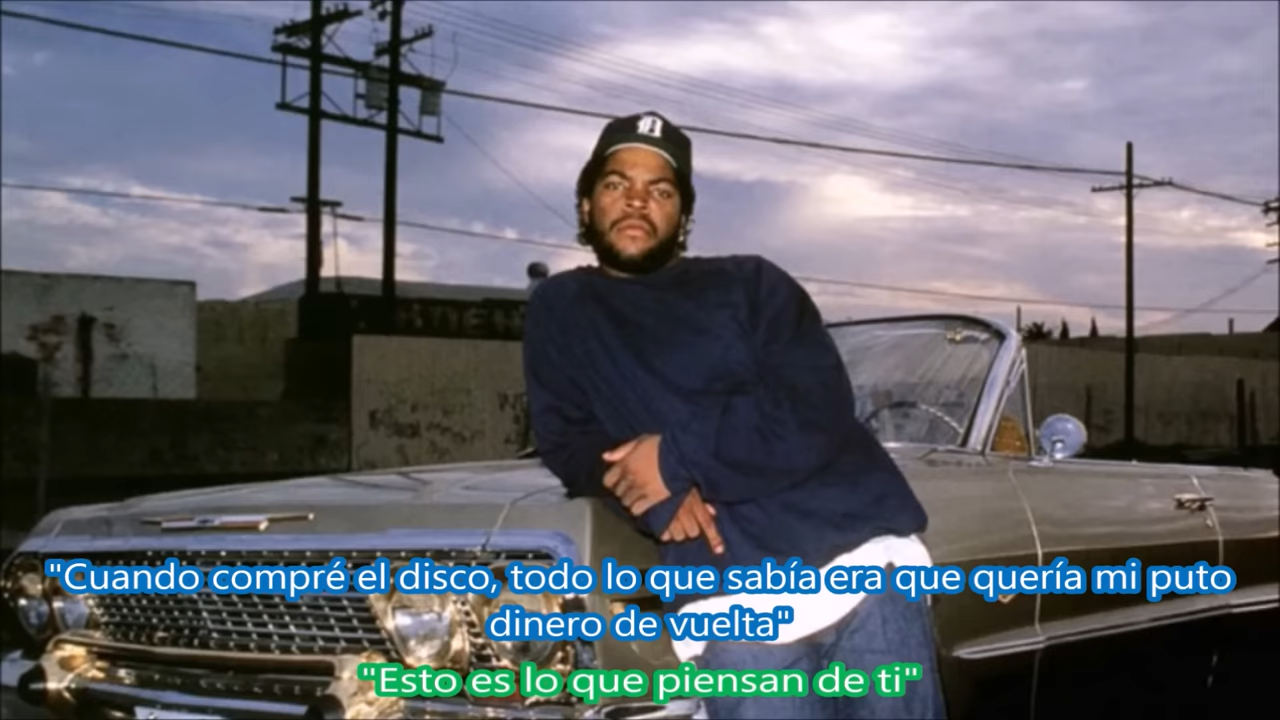 "Cuando compré el disco, todo lo que sabía era que quería mi puto
dinero de vuelta"
"Esto es lo que piensan de ti"